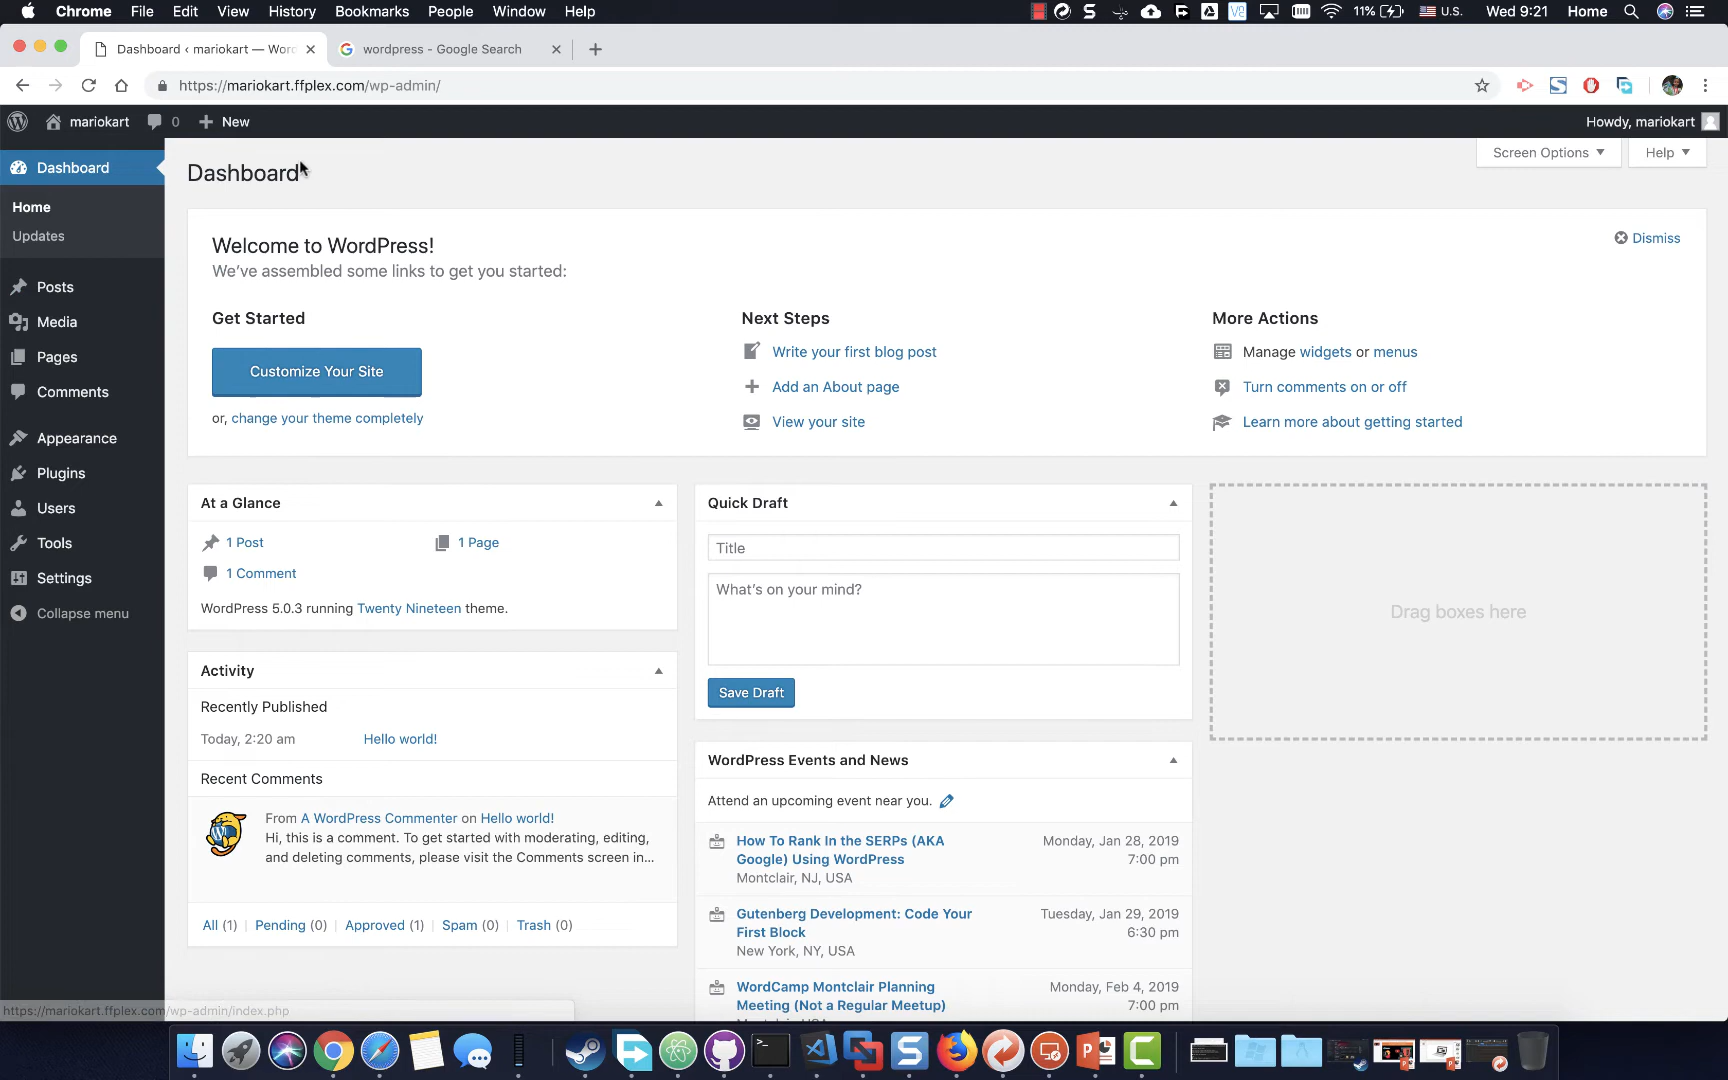 Chrome File Edit View History Bookmarks People Window Help 11% U.S. Wed 9:21 Home
Dashboard ‹ mariokart — Wor
wordpress - Google Search
https://mariokart.ffplex.com/wp-admin/
mariokart 0 New Howdy, mariokart
Dashboard
Home
Updates
Posts
Media
Pages
Comments
Appearance
Plugins
Users
Tools
Settings
Collapse menu
Dashboard
Screen Options
Help
Welcome to WordPress!
We've assembled some links to get you started:
Dismiss
Get Started
Customize Your Site
or, change your theme completely
Next Steps
Write your first blog post
Add an About page
View your site
More Actions
Manage widgets or menus
Turn comments on or off
Learn more about getting started
At a Glance
1 Post
1 Page
1 Comment
WordPress 5.0.3 running Twenty Nineteen theme.
Activity
Recently Published
Today, 2:20 am Hello world!
Recent Comments
From A WordPress Commenter on Hello world!
Hi, this is a comment. To get started with moderating, editing,
and deleting comments, please visit the Comments screen in…
All (1) | Pending (0) | Approved (1) | Spam (0) | Trash (0)
Quick Draft
Title
What's on your mind?
Save Draft
WordPress Events and News
Attend an upcoming event near you.
How To Rank In the SERPs (AKA
Google) Using WordPress
Montclair, NJ, USA
Monday, Jan 28, 2019
7:00 pm
Gutenberg Development: Code Your
First Block
New York, NY, USA
Tuesday, Jan 29, 2019
6:30 pm
WordCamp Montclair Planning
Meeting (Not a Regular Meetup)
Monday, Feb 4, 2019
7:00 pm
Drag boxes here
https://mariokart.ffplex.com/wp-admin/index.php